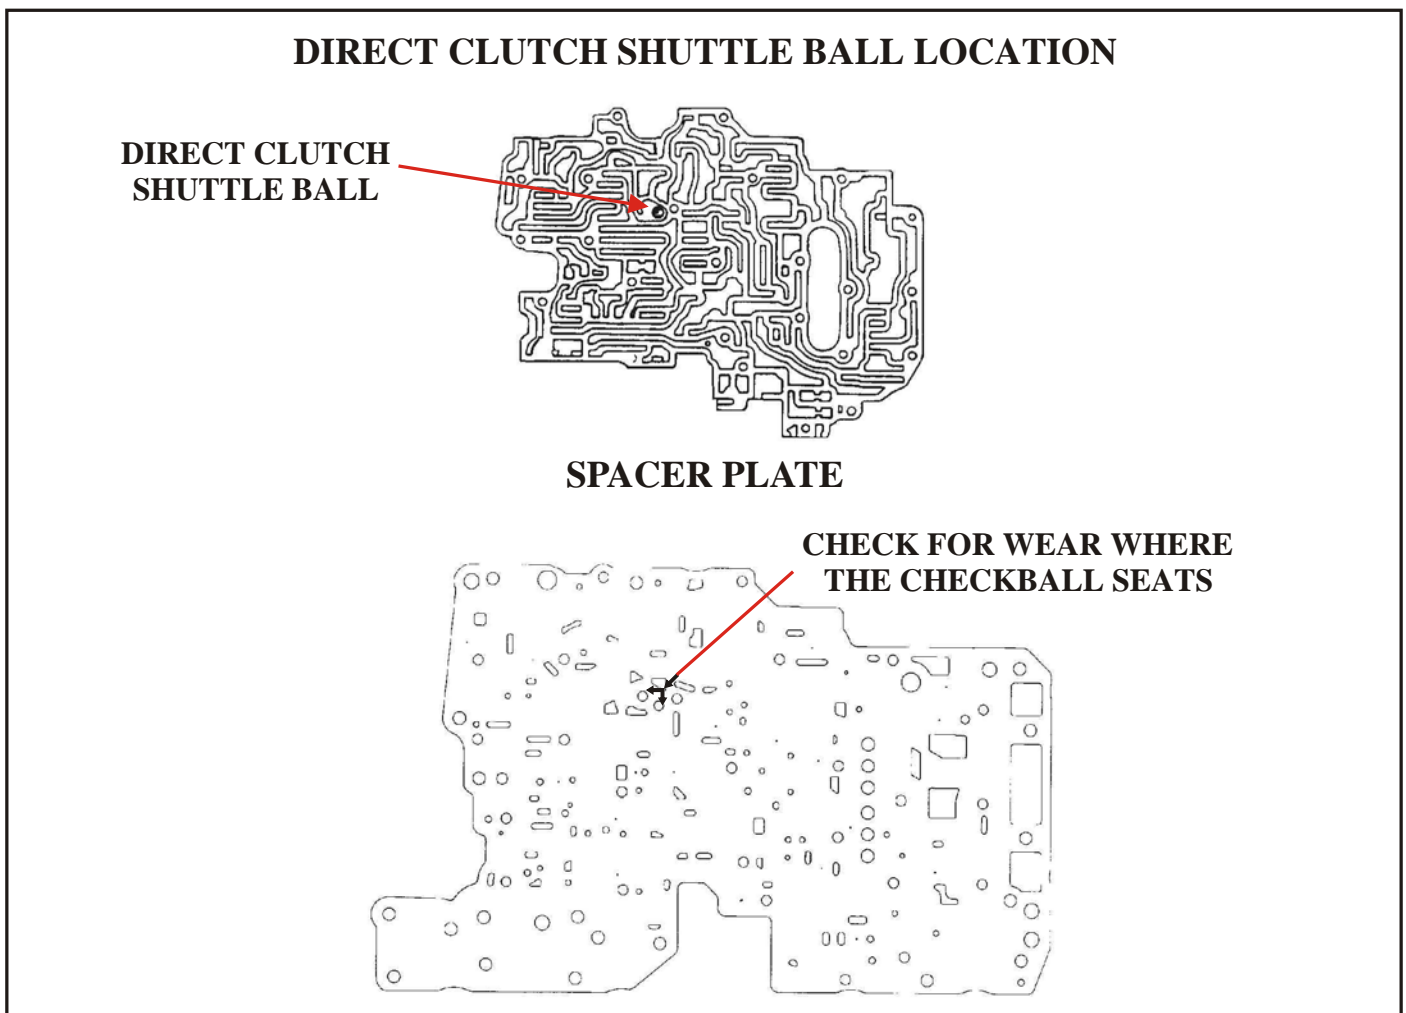 DIRECT CLUTCH SHUTTLE BALL LOCATION
DIRECT CLUTCH
SHUTTLE BALL
SPACER PLATE
CHECK FOR WEAR WHERE
THE CHECKBALL SEATS